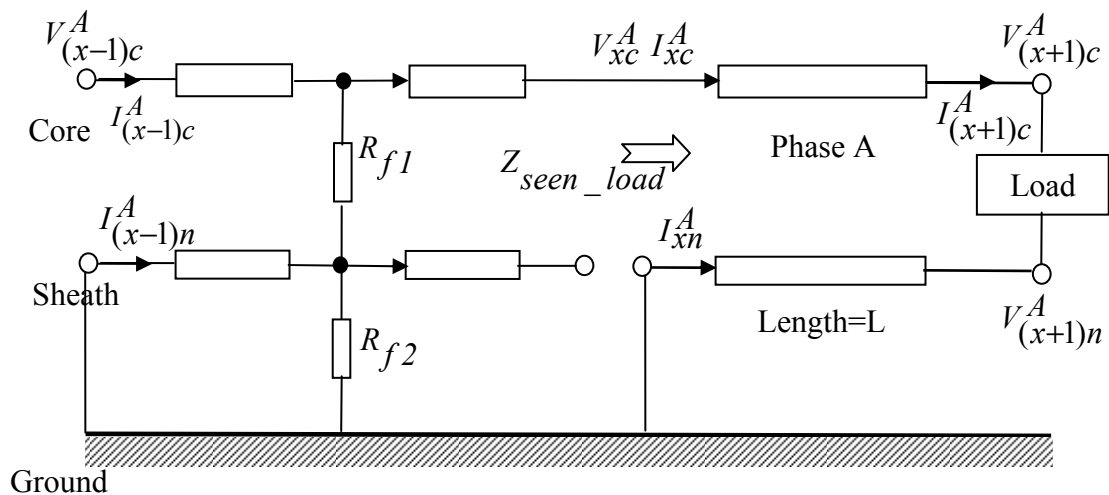 V^A_(x−1)c
V^A_xc I^A_xc
V^A_(x+1)c
I^A_(x−1)c
I^A_(x+1)c
Core
R_f1
Z_seen_load
Phase A
Load
I^A_(x−1)n
I^A_xn
Sheath
Length=L
V^A_(x+1)n
R_f2
Ground